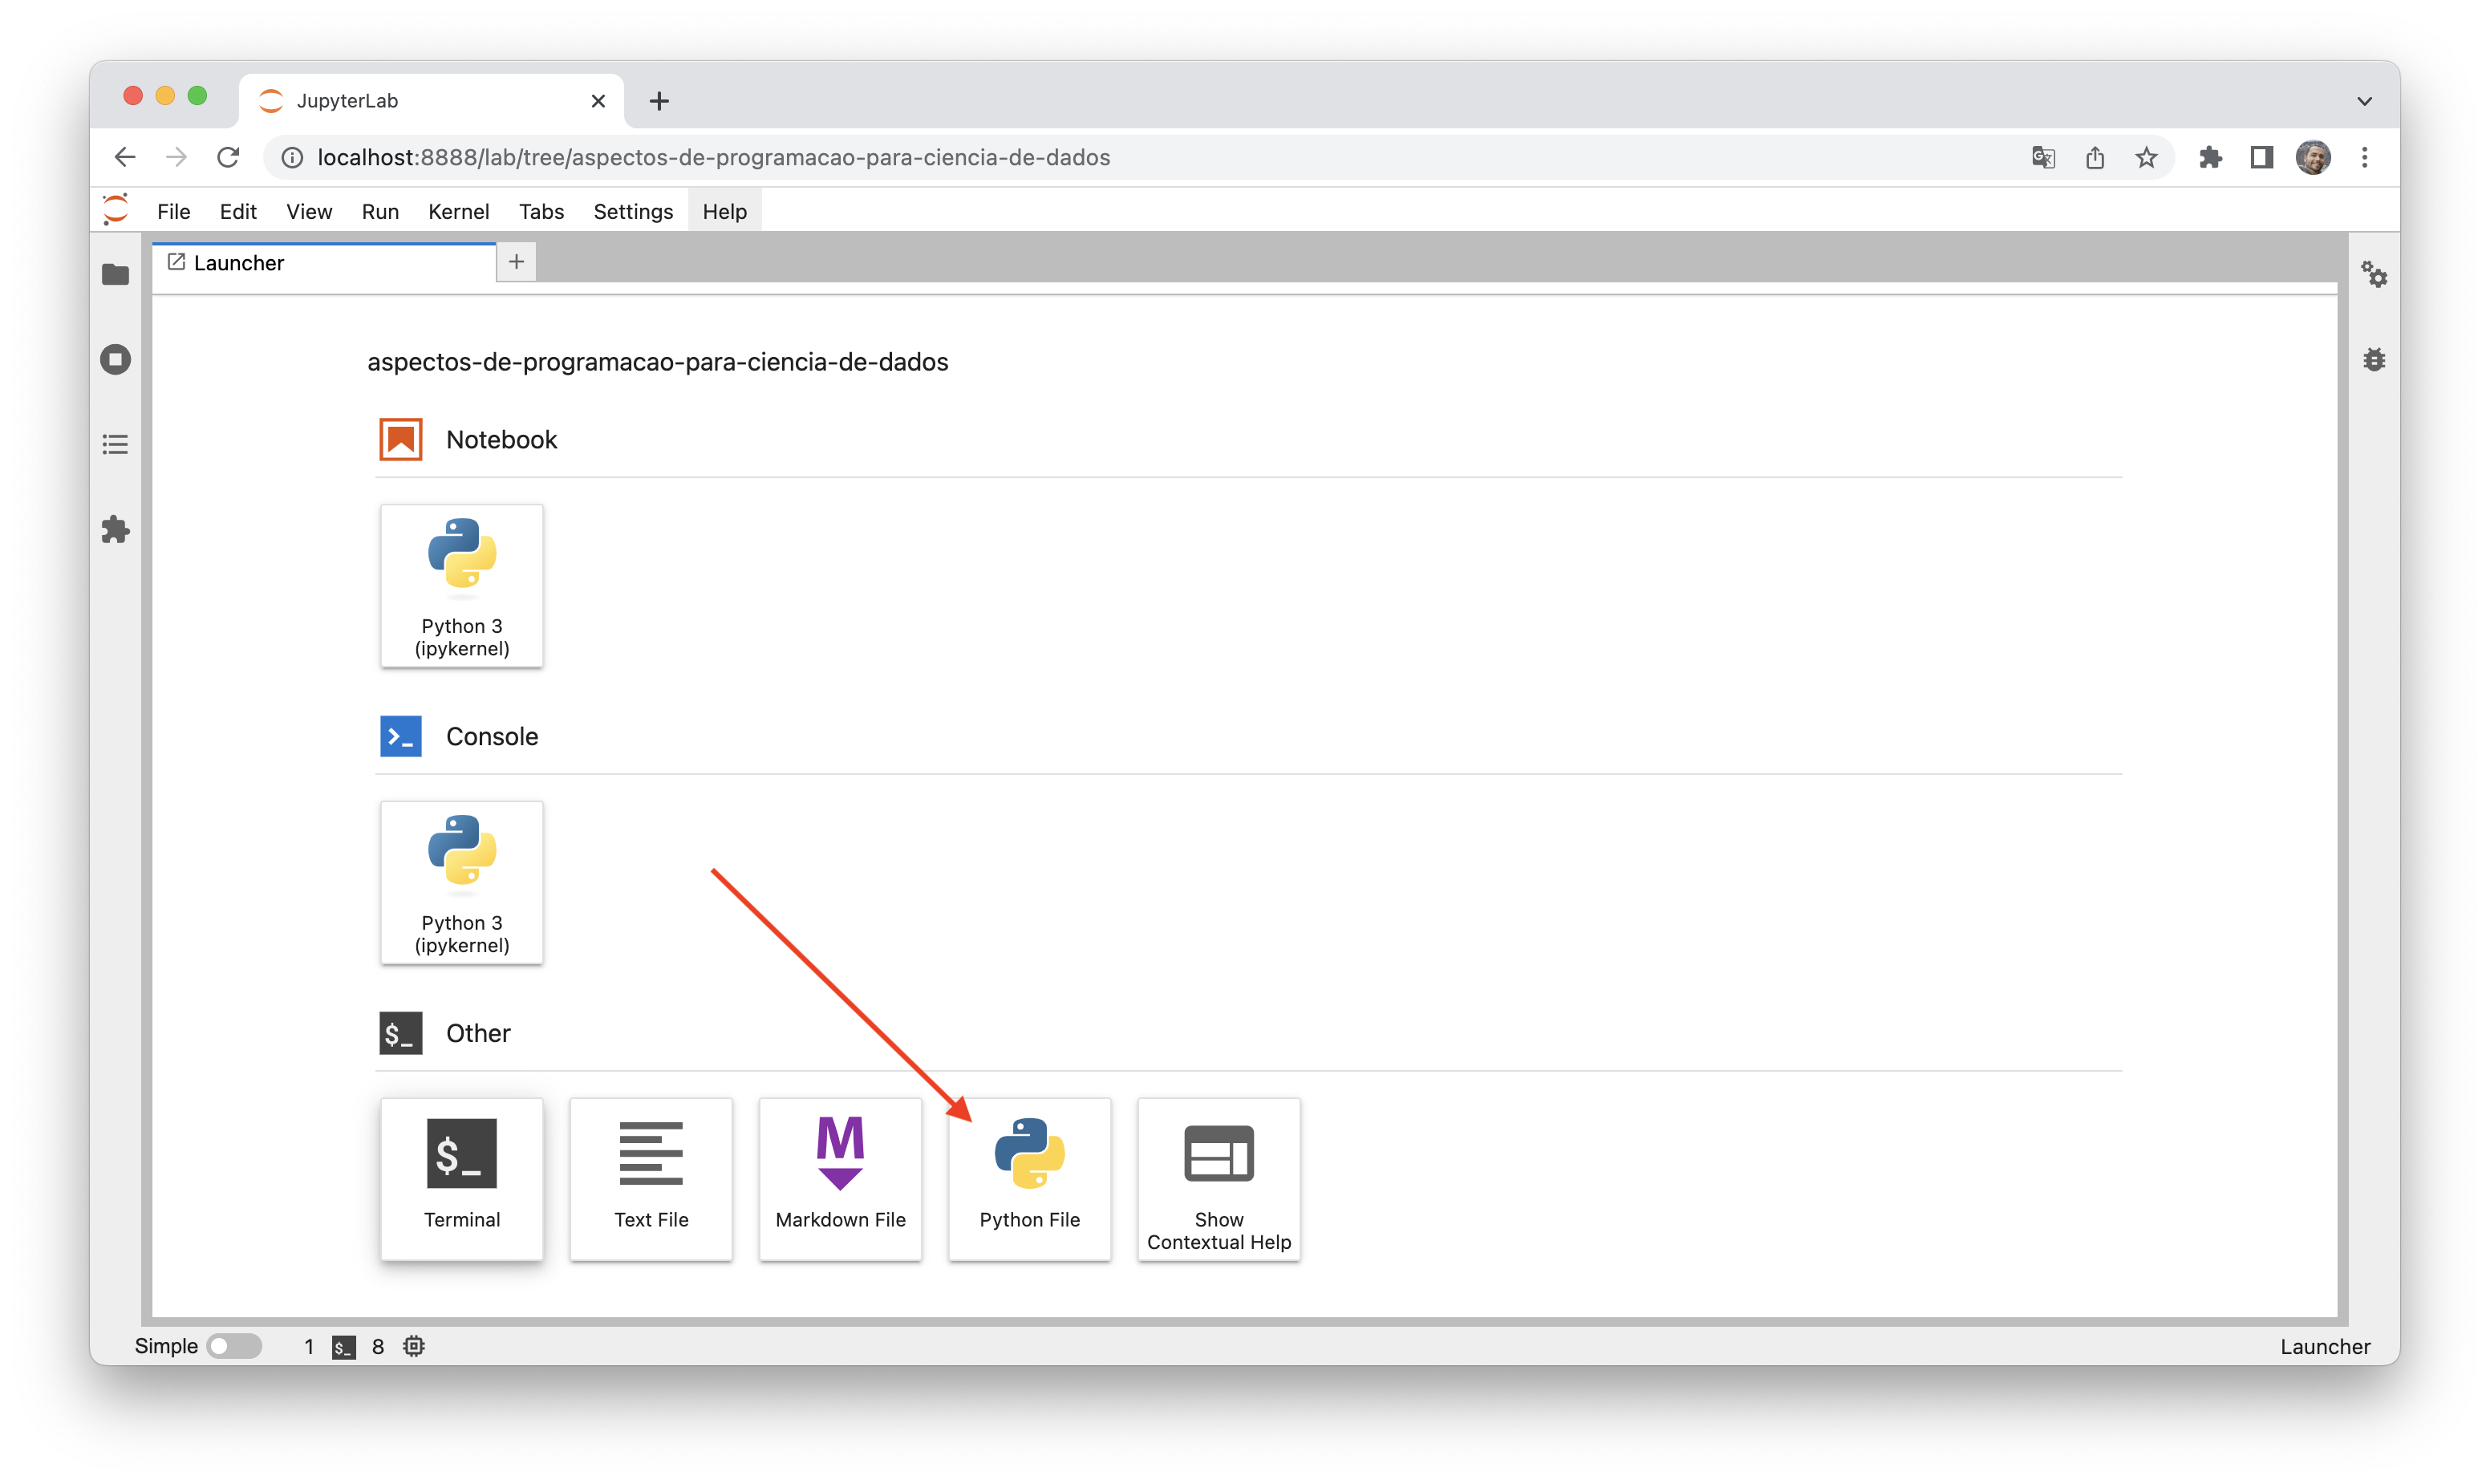 JupyterLab
localhost:8888/lab/tree/aspectos-de-programacao-para-ciencia-de-dados
File Edit View Run Kernel Tabs Settings Help
Launcher
aspectos-de-programacao-para-ciencia-de-dados
Notebook
Python 3
(ipykernel)
Console
>_
Python 3
(ipykernel)
$_ Other
$_ M
Terminal Text File Markdown File Python File Show
Contextual Help
Simple 1 $_ 8 Launcher